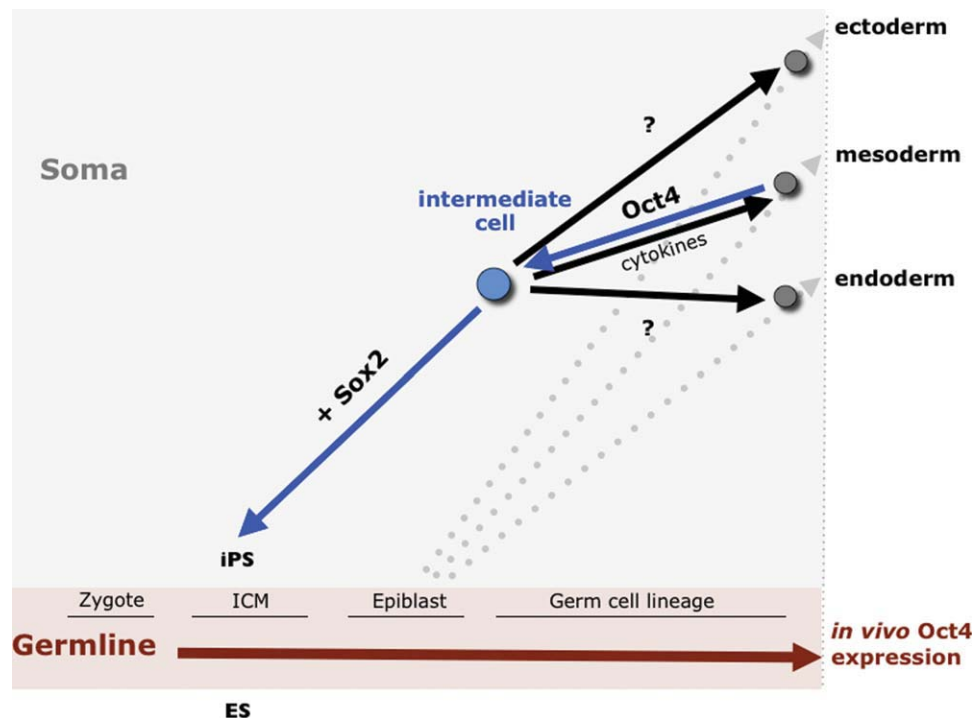 ectoderm
?
mesoderm
Soma
intermediate
cell
Oct4
cytokines
endoderm
?
+ Sox2
iPS
Zygote
ICM
Epiblast
Germ cell lineage
Germline
in vivo Oct4
expression
ES